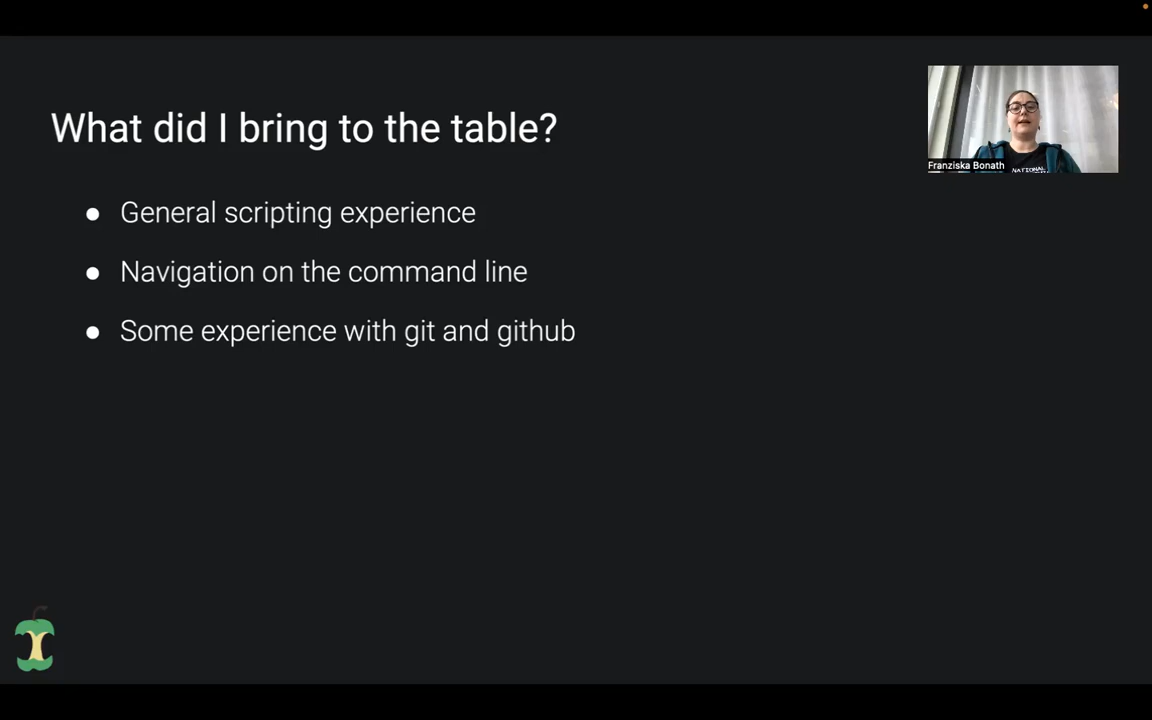 What did I bring to the table?
General scripting experience
Navigation on the command line
Some experience with git and github
Franziska Bonath
NATIONAL